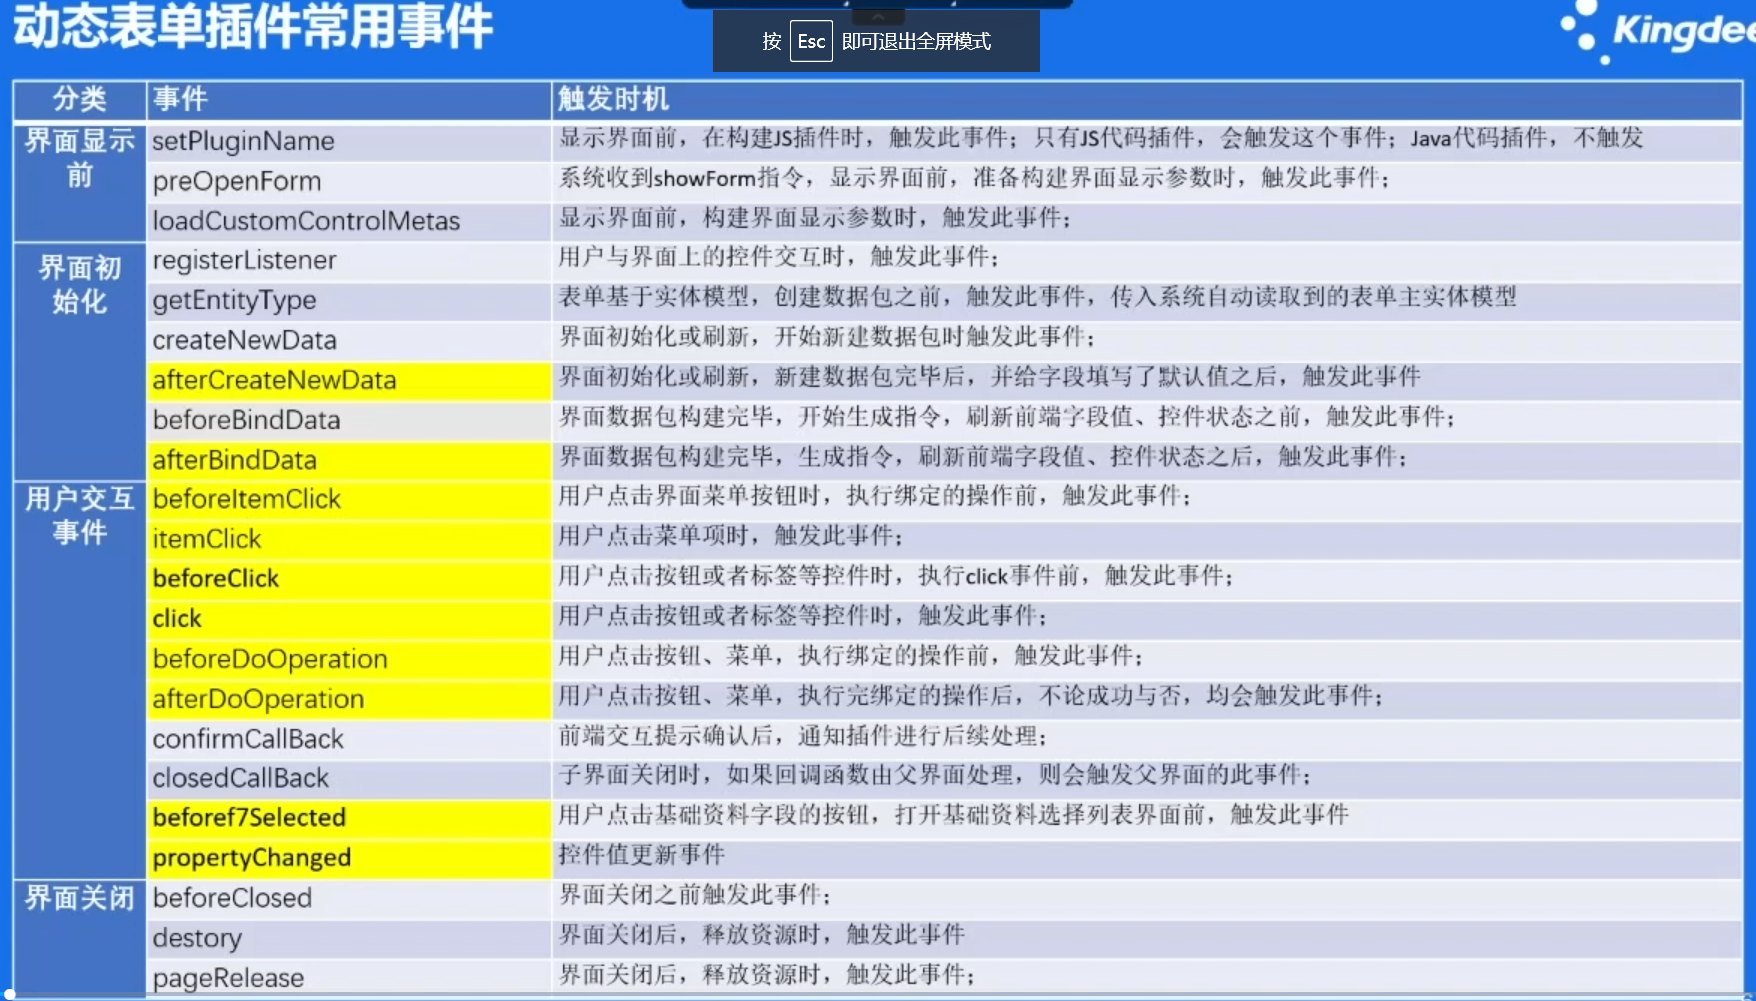 动态表单插件常用事件
按 Esc 即可退出全屏模式
Kingdee
分类 事件 触发时机
界面显示前 setPluginName 显示界面前，在构建JS插件时，触发此事件；只有JS代码插件，会触发这个事件；Java代码插件，不触发
preOpenForm 系统收到showForm指令，显示界面前，准备构建界面显示参数时，触发此事件；
loadCustomControlMetas 显示界面前，构建界面显示参数时，触发此事件；
界面初始化 registerListener 用户与界面上的控件交互时，触发此事件；
getEntityType 表单基于实体模型，创建数据包之前，触发此事件，传入系统自动读取到的表单主实体模型
createNewData 界面初始化或刷新，开始新建数据包时触发此事件；
afterCreateNewData 界面初始化或刷新，新建数据包完毕后，并给字段填写了默认值之后，触发此事件
beforeBindData 界面数据包构建完毕，开始生成指令，刷新前端字段值、控件状态之前，触发此事件；
afterBindData 界面数据包构建完毕，生成指令，刷新前端字段值、控件状态之后，触发此事件；
用户交互事件 beforeItemClick 用户点击界面菜单按钮时，执行绑定的操作前，触发此事件；
itemClick 用户点击菜单项时，触发此事件；
beforeClick 用户点击按钮或者标签等控件时，执行click事件前，触发此事件；
click 用户点击按钮或者标签等控件时，触发此事件；
beforeDoOperation 用户点击按钮、菜单，执行绑定的操作前，触发此事件；
afterDoOperation 用户点击按钮、菜单，执行完绑定的操作后，不论成功与否，均会触发此事件；
confirmCallBack 前端交互提示确认后，通知插件进行后续处理；
closedCallBack 子界面关闭时，如果回调函数由父界面处理，则会触发父界面的此事件；
beforef7Selected 用户点击基础资料字段的按钮，打开基础资料选择列表界面前，触发此事件
propertyChanged 控件值更新事件
界面关闭 beforeClosed 界面关闭之前触发此事件；
destory 界面关闭后，释放资源时，触发此事件
pageRelease 界面关闭后，释放资源时，触发此事件；